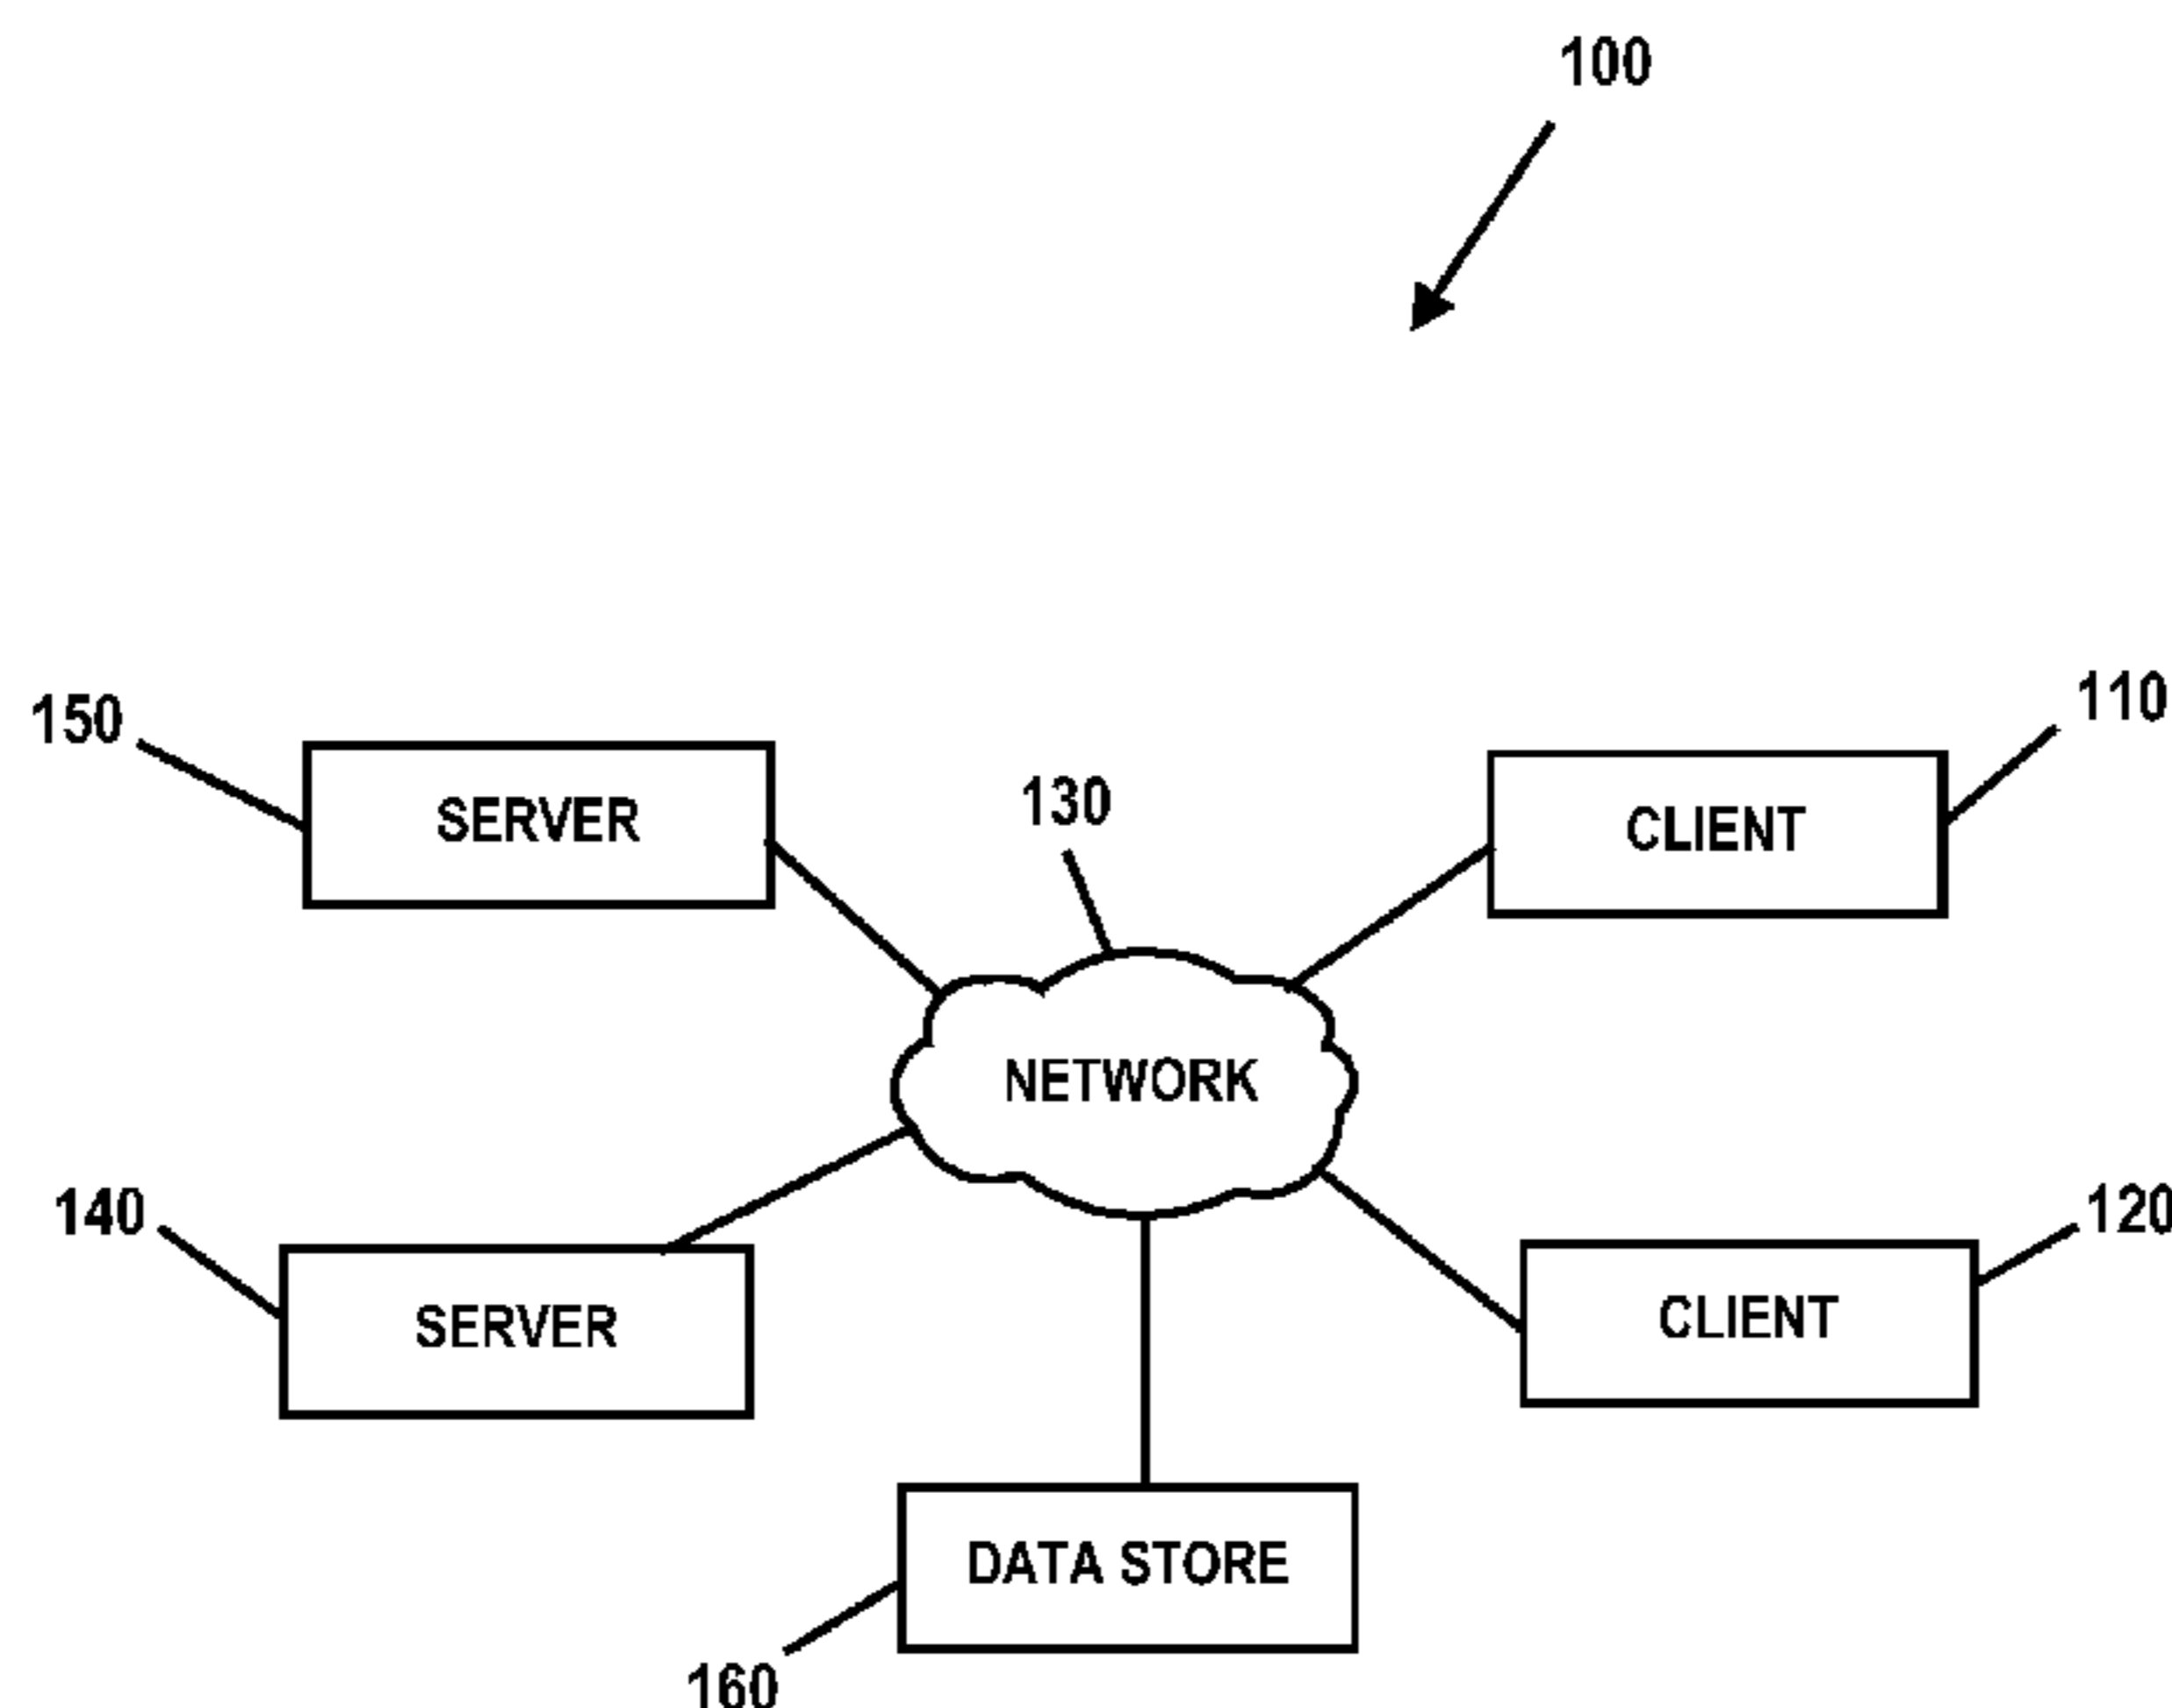 100
110
150
SERVER
130
CLIENT
NETWORK
140
120
SERVER
CLIENT
DATA STORE
160